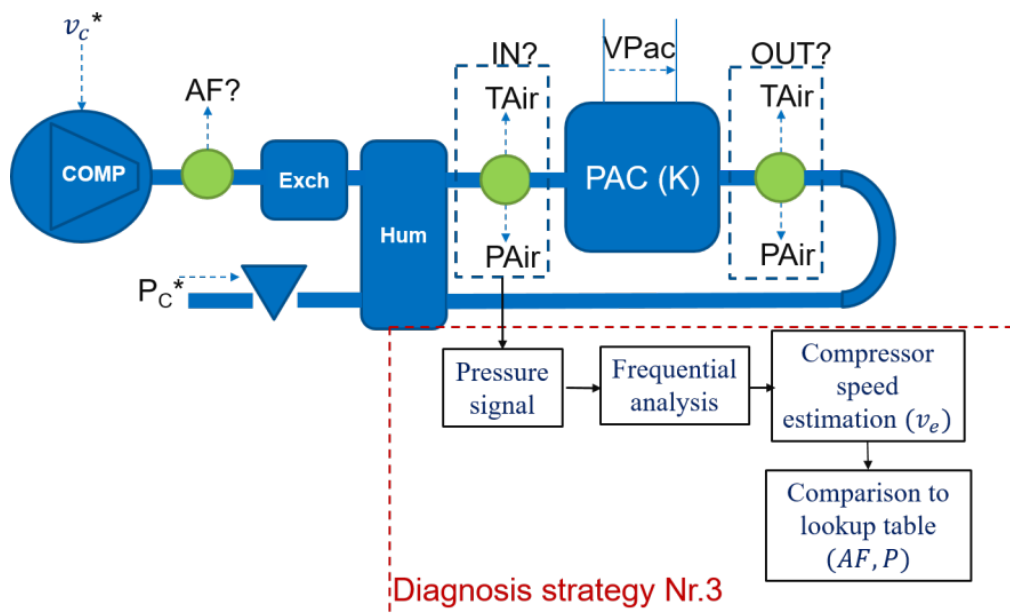 v_c*
AF?
IN?
VPac
OUT?
TAir
TAir
COMP
Exch
PAC (K)
Hum
PAir
PAir
P_C*
Pressure
signal
Frequential
analysis
Compressor
speed
estimation (v_e)
Comparison to
lookup table
(AF, P)
Diagnosis strategy Nr.3